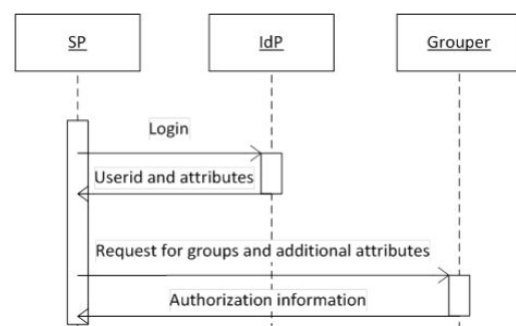 SP
IdP
Grouper
Login
Userid and attributes
Request for groups and additional attributes
Authorization information